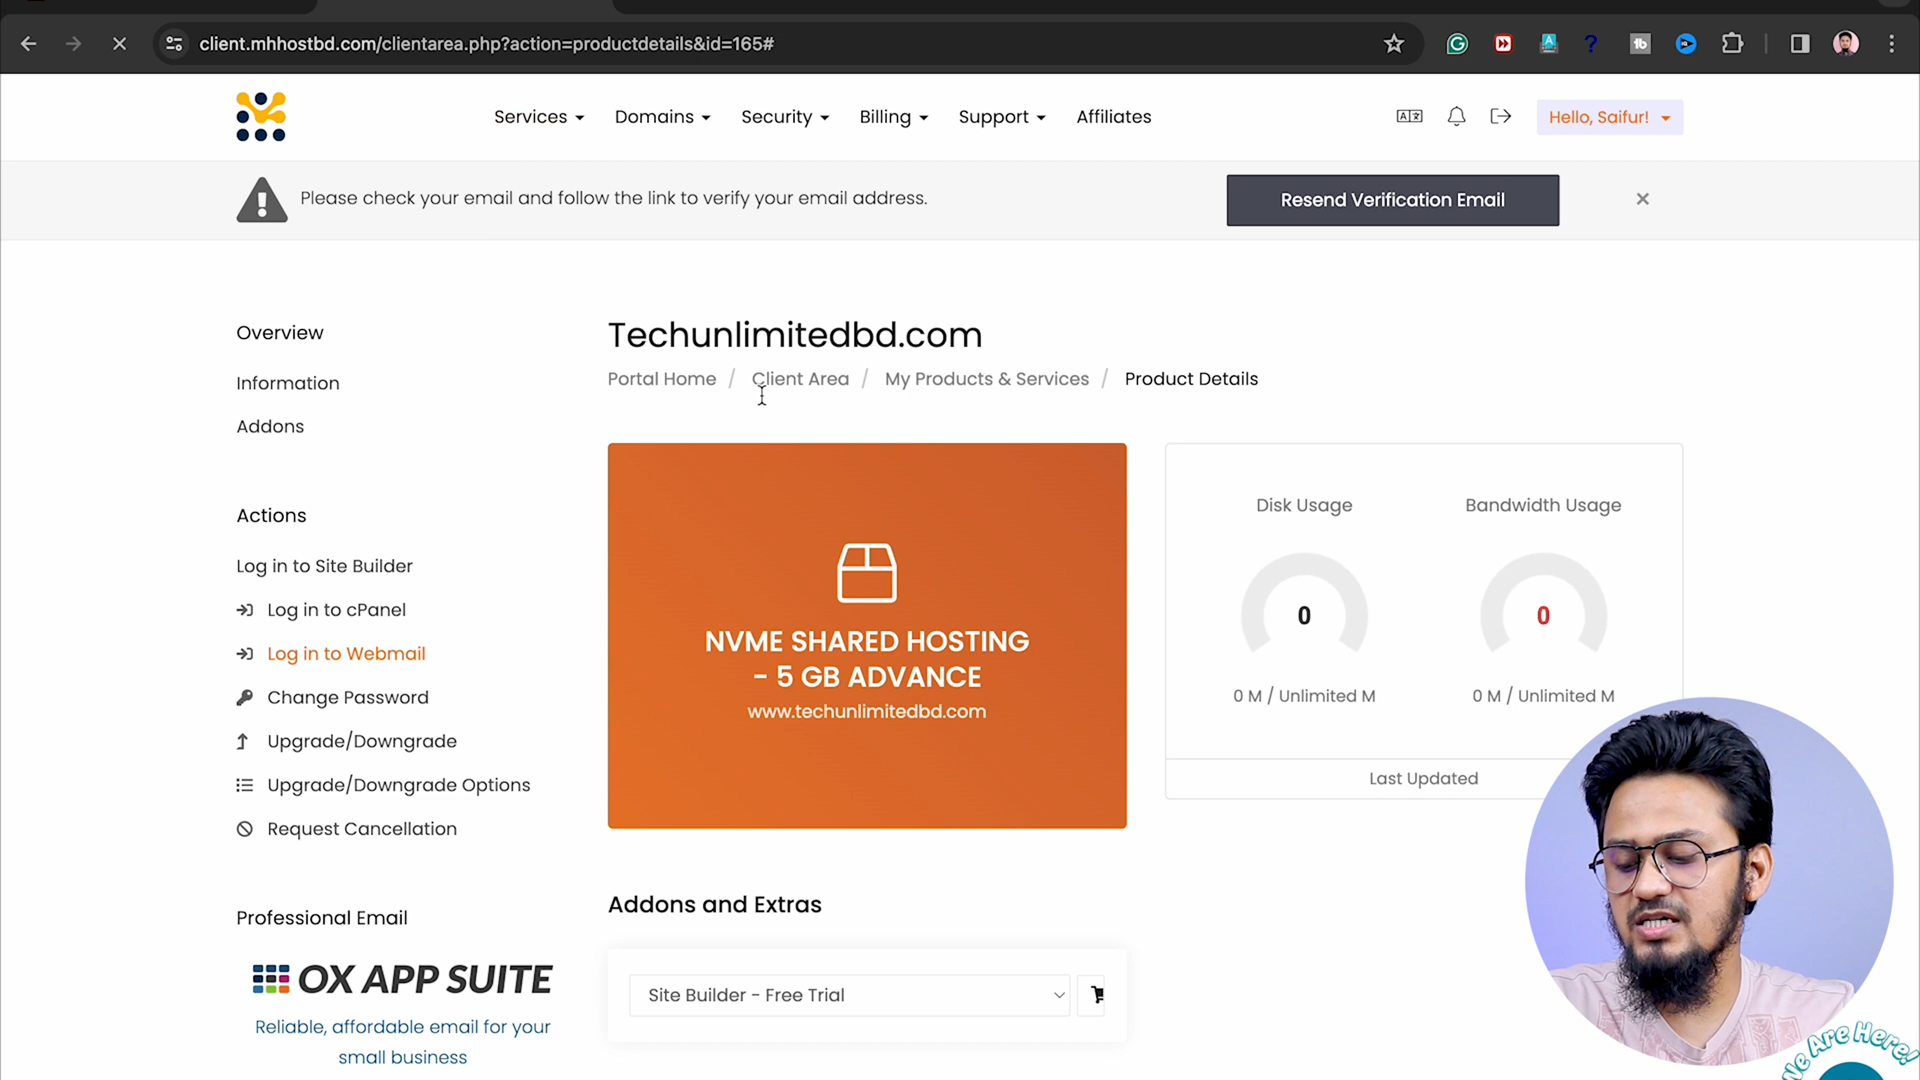 client.mhhostbd.com/clientarea.php?action=productdetails&id=165#
Services Domains Security Billing Support Affiliates
Hello, Saifur!
Please check your email and follow the link to verify your email address.
Resend Verification Email
Overview
Information
Addons
Actions
Log in to Site Builder
Log in to cPanel
Log in to Webmail
Change Password
Upgrade/Downgrade
Upgrade/Downgrade Options
Request Cancellation
Professional Email
OX APP SUITE
Reliable, affordable email for your
small business
Techunlimitedbd.com
Portal Home / Client Area / My Products & Services / Product Details
NVME SHARED HOSTING
- 5 GB ADVANCE
www.techunlimitedbd.com
Disk Usage
0
0 M / Unlimited M
Bandwidth Usage
0
0 M / Unlimited M
Last Updated
Addons and Extras
Site Builder - Free Trial
We Are Here!